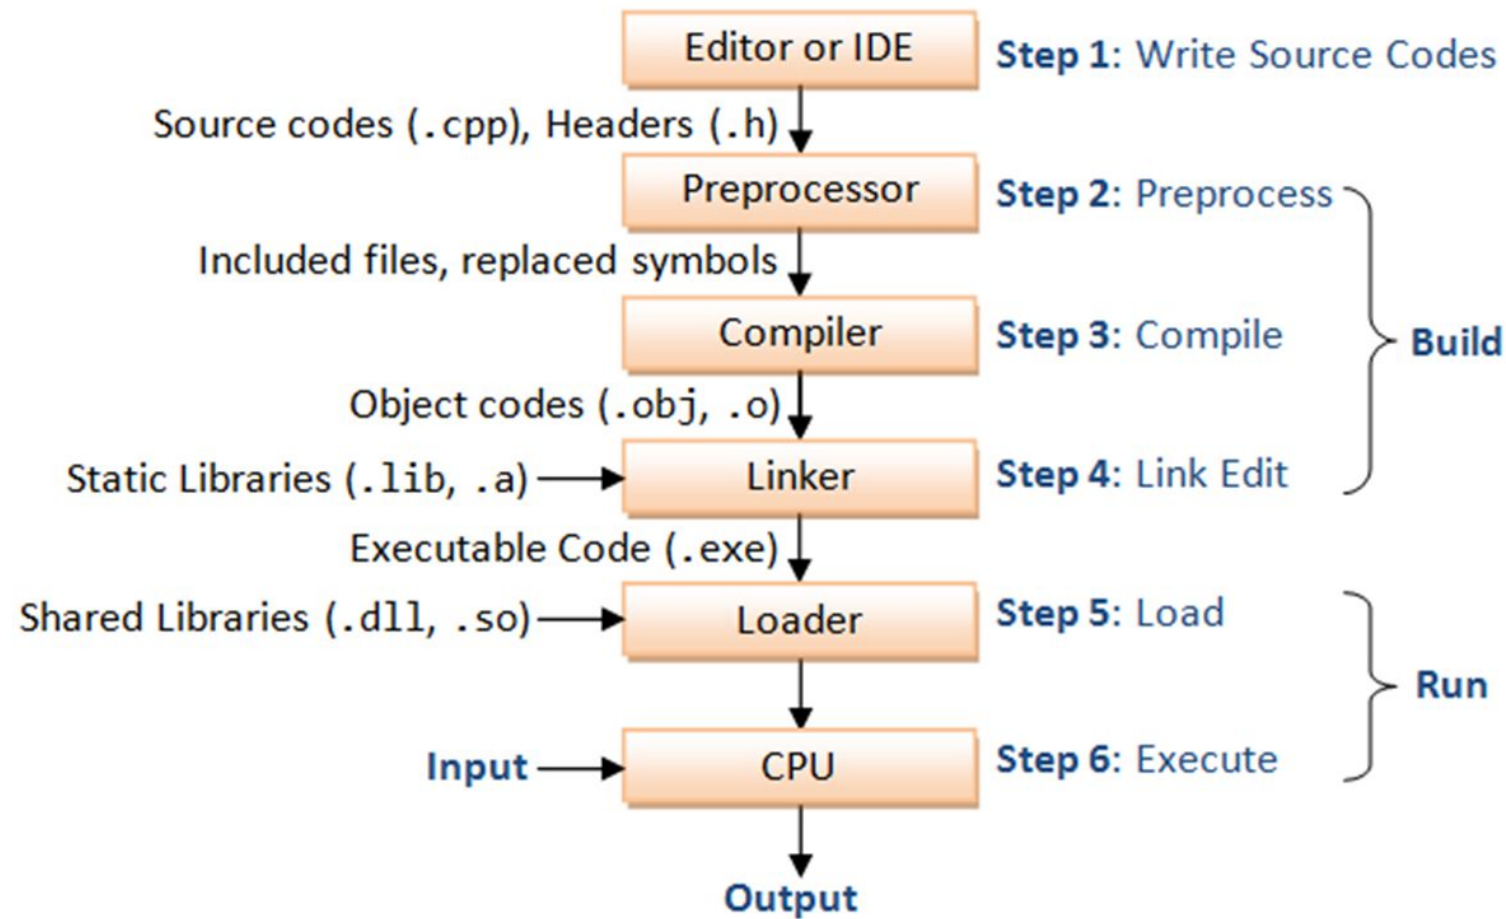 Editor or IDE
Step 1: Write Source Codes
Source codes (.cpp), Headers (.h)
Preprocessor
Step 2: Preprocess
Included files, replaced symbols
Compiler
Step 3: Compile
Build
Object codes (.obj, .o)
Static Libraries (.lib, .a)
Linker
Step 4: Link Edit
Executable Code (.exe)
Shared Libraries (.dll, .so)
Loader
Step 5: Load
Run
Input
CPU
Step 6: Execute
Output